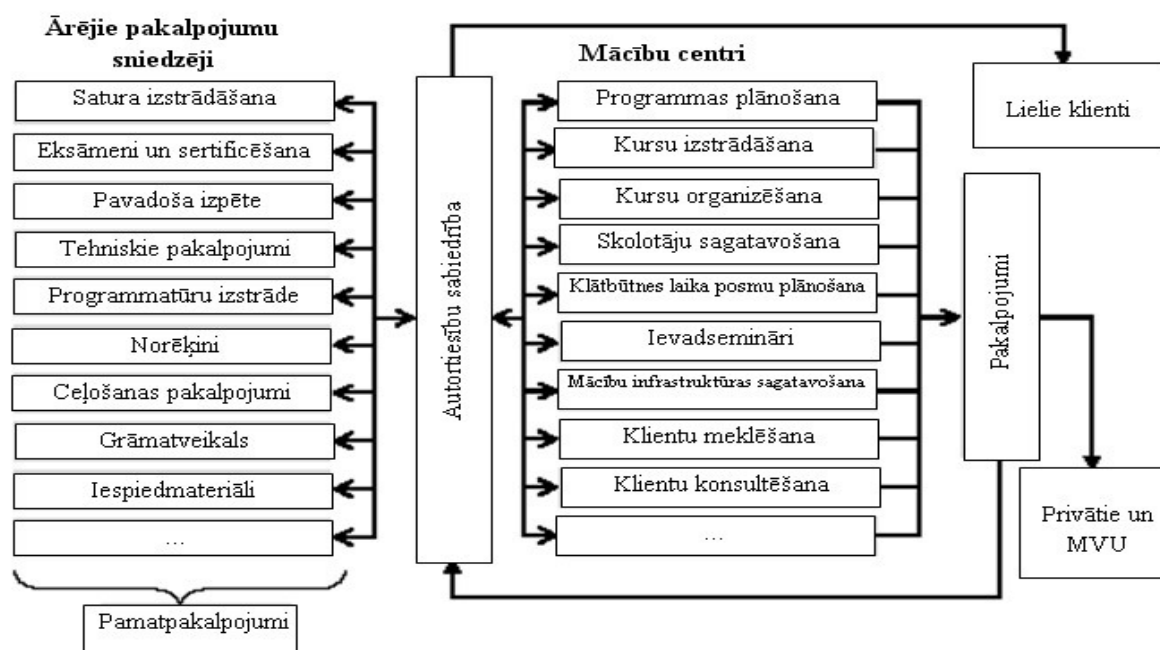 Ārējie pakalpojumu
sniedzēji
Satura izstrādāšana
Eksāmeni un sertificēšana
Pavadoša izpēte
Tehniskie pakalpojumi
Programmatūru izstrāde
Norēķini
Ceļošanas pakalpojumi
Grāmatveikals
Iespiedmateriāli
...
Pamatpakalpojumi
Autortiesību sabiedrība
Mācību centri
Programmas plānošana
Kursu izstrādāšana
Kursu organizēšana
Skolotāju sagatavošana
Klātbūtnes laika posmu plānošana
Ievadsemināri
Mācību infrastruktūras sagatavošana
Klientu meklēšana
Klientu konsultēšana
...
Pakalpojumi
Lielie klienti
Privātie un
MVU